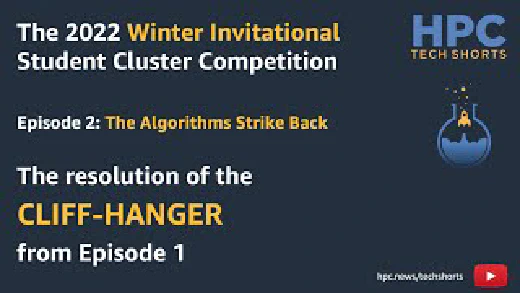 The 2022 Winter Invitational
Student Cluster Competition
HPC
TECH SHORTS
Episode 2: The Algorithms Strike Back
The resolution of the
CLIFF-HANGER
from Episode 1
hpc.news/techshorts